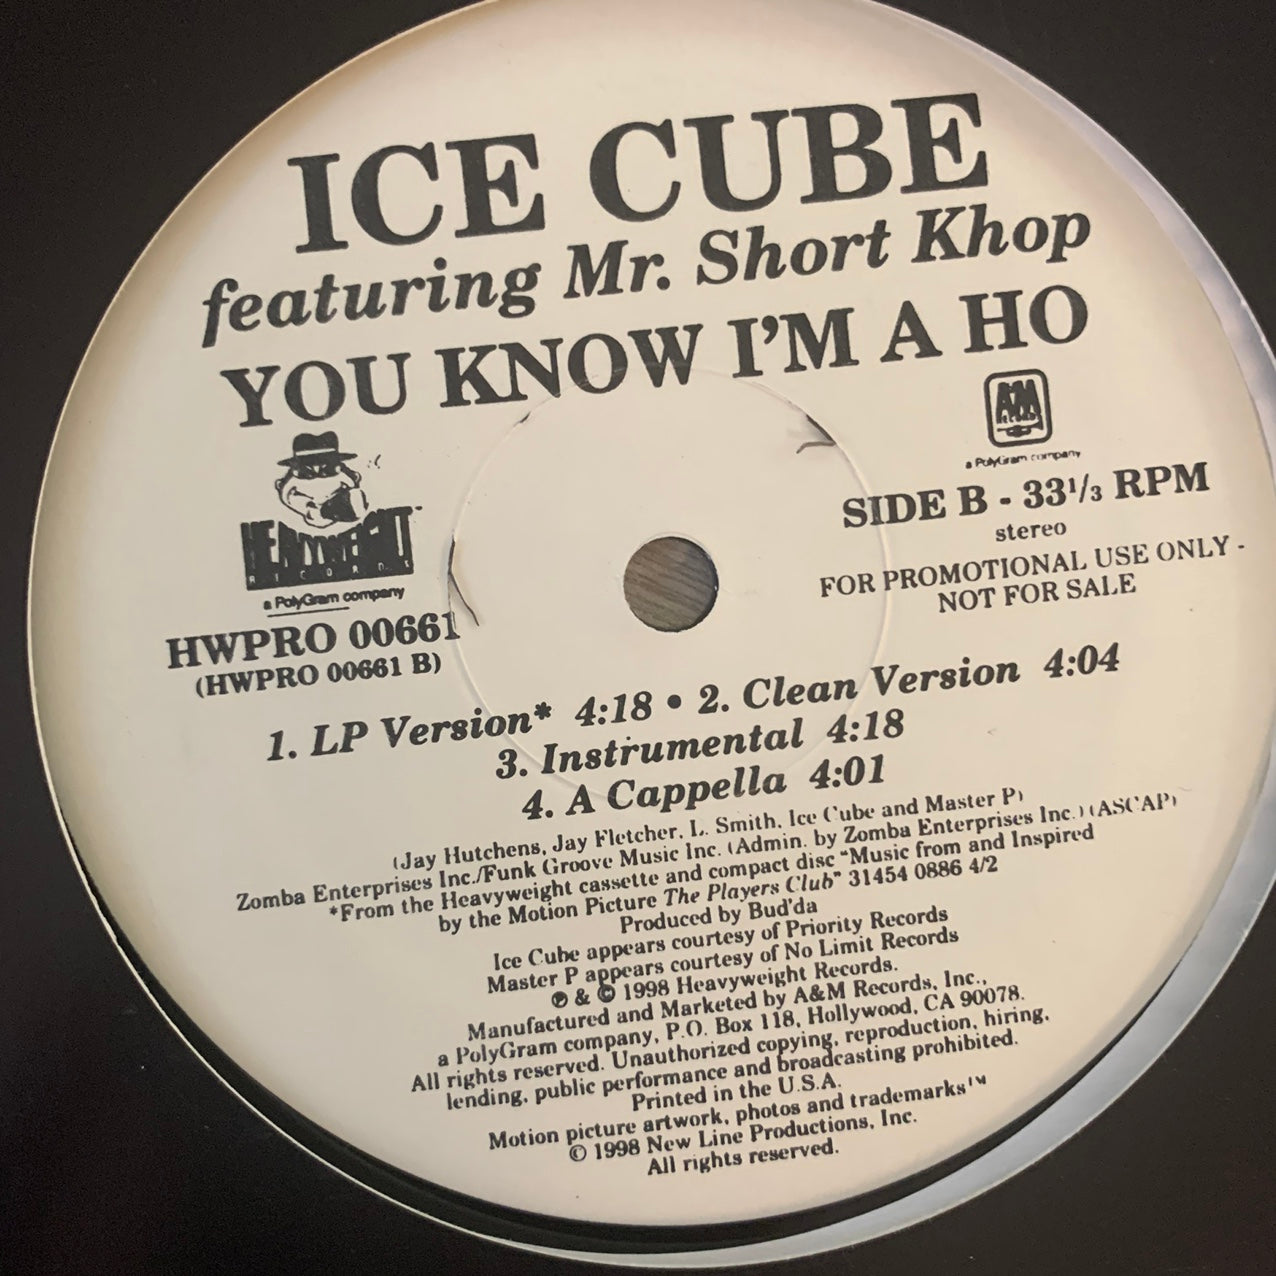 ICE CUBE
featuring Mr. Short Khop
YOU KNOW I'M A HO
HEAVYWEIGHT
RECORDS
a PolyGram company
HWPRO 00661
(HWPRO 00661 B)
A&M
RECORDS
a PolyGram company
SIDE B - 33 1/3 RPM
stereo
FOR PROMOTIONAL USE ONLY -
NOT FOR SALE
1. LP Version* 4:18 • 2. Clean Version 4:04
3. Instrumental 4:18
4. A Cappella 4:01
(Jay Hutchens, Jay Fletcher, L. Smith, Ice Cube and Master P)
Zomba Enterprises Inc./Funk Groove Music Inc. (Admin. by Zomba Enterprises Inc.) (ASCAP)
*From the Heavyweight cassette and compact disc "Music from and Inspired
by the Motion Picture The Players Club" 31454 0886 4/2
Produced by Bud'da
Ice Cube appears courtesy of Priority Records
Master P appears courtesy of No Limit Records
℗ & © 1998 Heavyweight Records.
Manufactured and Marketed by A&M Records, Inc.,
a PolyGram company, P.O. Box 118, Hollywood, CA 90078.
All rights reserved. Unauthorized copying, reproduction, hiring,
lending, public performance and broadcasting prohibited.
Printed in the U.S.A.
Motion picture artwork, photos and trademarks™
© 1998 New Line Productions, Inc.
All rights reserved.